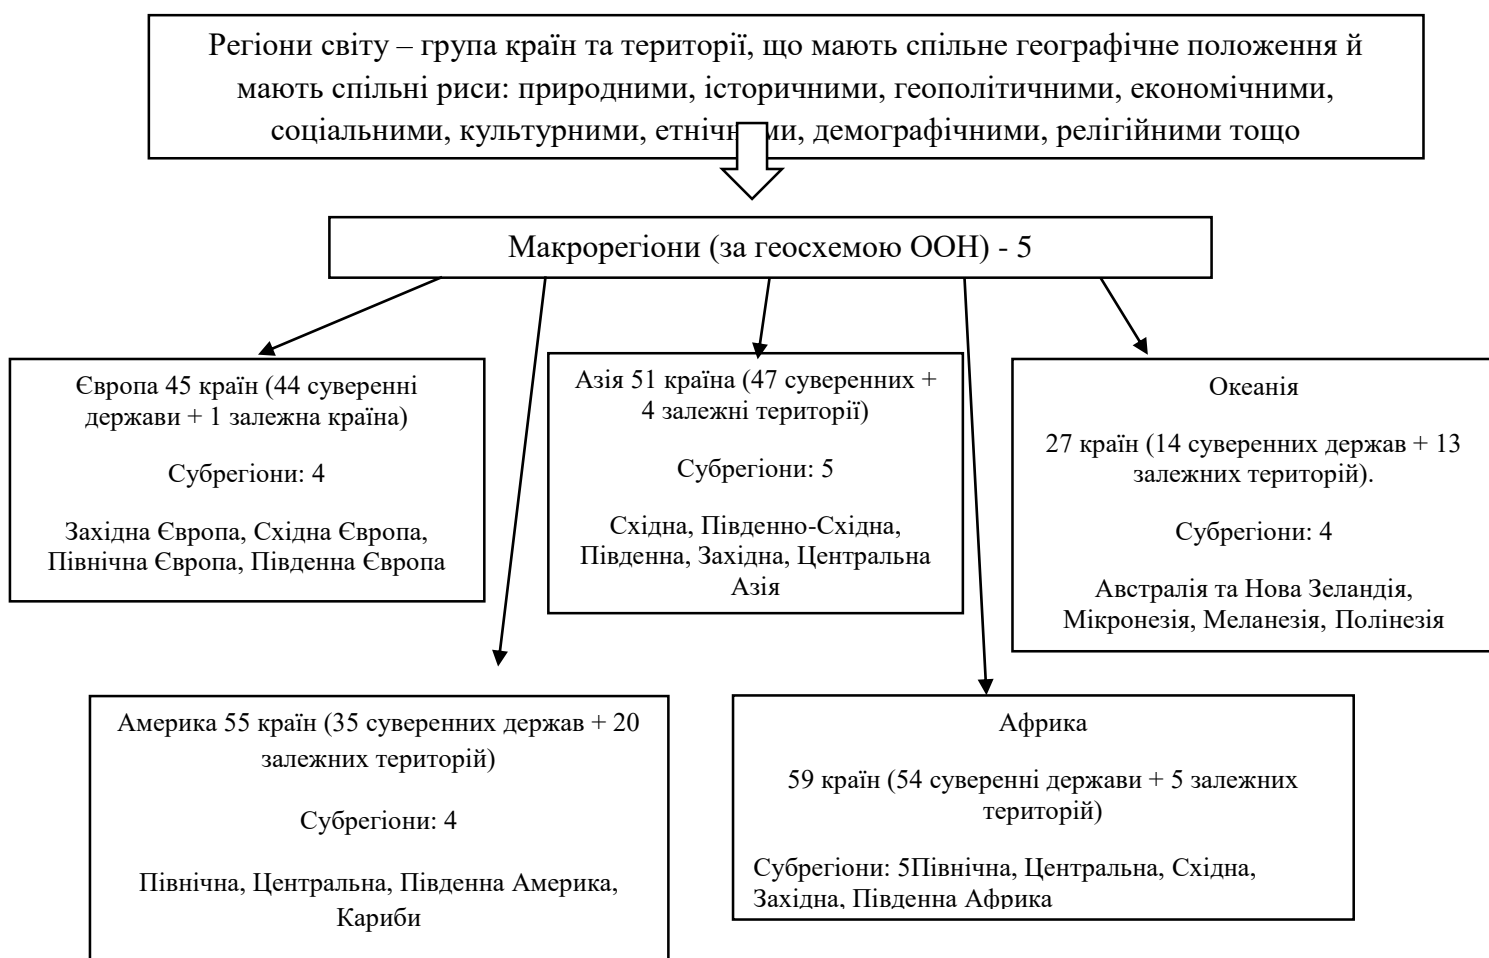 Регіони світу – група країн та території, що мають спільне географічне положення й
мають спільні риси: природними, історичними, геополітичними, економічними,
соціальними, культурними, етнічними, демографічними, релігійними тощо
Макрорегіони (за геосхемою ООН) - 5
Європа 45 країн (44 суверенні
держави + 1 залежна країна)
Субрегіони: 4
Західна Європа, Східна Європа,
Північна Європа, Південна Європа
Азія 51 країна (47 суверенних +
4 залежні території)
Субрегіони: 5
Східна, Південно-Східна,
Південна, Західна, Центральна
Азія
Океанія
27 країн (14 суверенних держав + 13
залежних територій).
Субрегіони: 4
Австралія та Нова Зеландія,
Мікронезія, Меланезія, Полінезія
Америка 55 країн (35 суверенних держав + 20
залежних територій)
Субрегіони: 4
Північна, Центральна, Південна Америка,
Кариби
Африка
59 країн (54 суверенні держави + 5 залежних
територій)
Субрегіони: 5Північна, Центральна, Східна,
Західна, Південна Африка